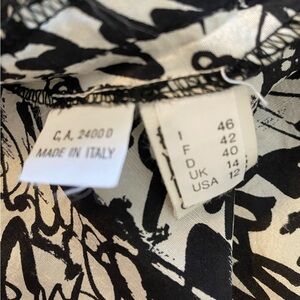 C.A. 2400 D
MADE IN ITALY
I 46
F 42
D 40
UK 14
USA 12